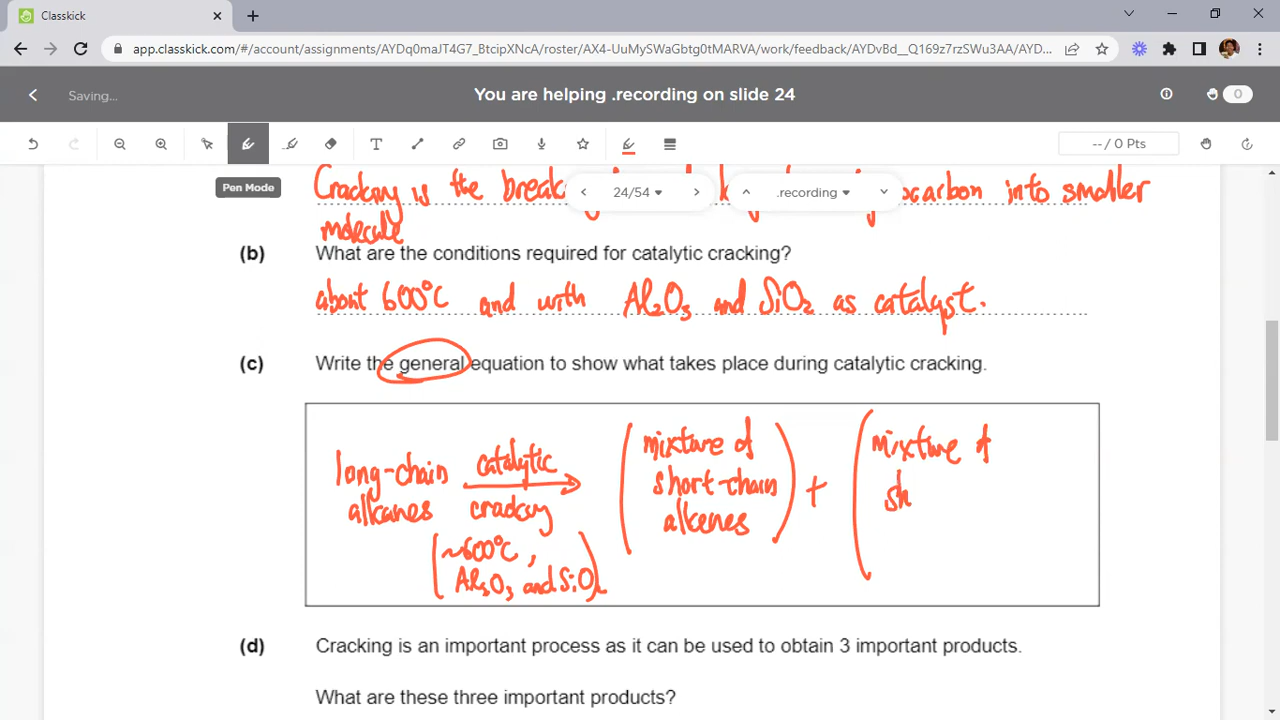 Classkick
app.classkick.com/#/account/assignments/AYDq0maJT4G7_BtcipXNtA/roster/AX4-UuMySWaGbtg0tMARVA/work/feedback/AYDvBd__Q169z7rzSWu3AA/AYD...
Saving...
You are helping .recording on slide 24
0
T
-- / 0 Pts
Pen Mode
24/54
.recording
Cracking is the carbon into smaller
molecule
(b) What are the conditions required for catalytic cracking?
about 600°C and with Al2O3 and SiO2 as catalyst.
(c) Write the general equation to show what takes place during catalytic cracking.
long-chain alkanes
catalytic cracking
(~600°C, Al2O3 and SiO2)
(mixture of short-chain alkenes)
+
(mixture of sh
(d) Cracking is an important process as it can be used to obtain 3 important products.
What are these three important products?